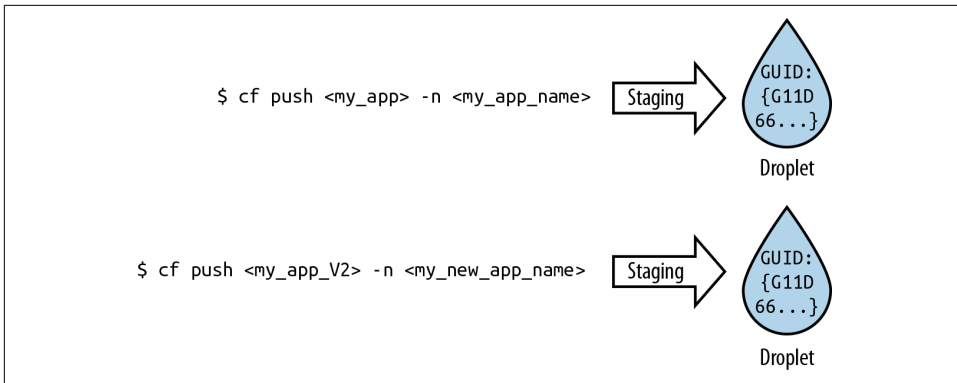 $ cf push <my_app> -n <my_app_name>
Staging
GUID:
{G11D
66...}
Droplet
$ cf push <my_app_V2> -n <my_new_app_name>
Staging
GUID:
{G11D
66...}
Droplet